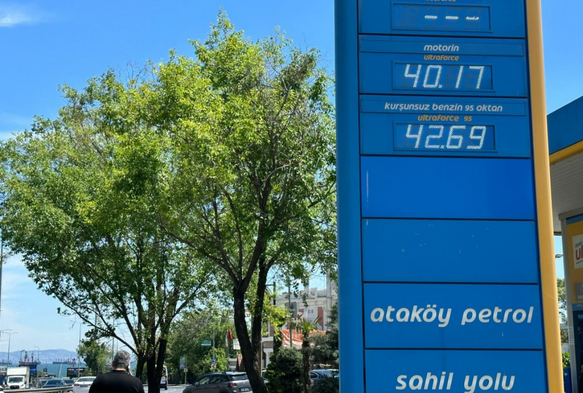 - - - -
motorin
ultraforce
40.17
kurşunsuz benzin 95 oktan
ultraforce 95
42.69
ataköy petrol
sahil yolu